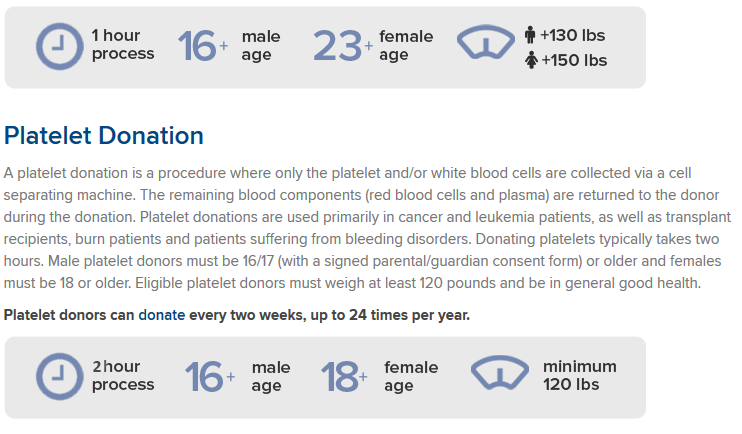 1 hour process
16+ male age
23+ female age
+130 lbs
+150 lbs
Platelet Donation
A platelet donation is a procedure where only the platelet and/or white blood cells are collected via a cell
separating machine. The remaining blood components (red blood cells and plasma) are returned to the donor
during the donation. Platelet donations are used primarily in cancer and leukemia patients, as well as transplant
recipients, burn patients and patients suffering from bleeding disorders. Donating platelets typically takes two
hours. Male platelet donors must be 16/17 (with a signed parental/guardian consent form) or older and females
must be 18 or older. Eligible platelet donors must weigh at least 120 pounds and be in general good health.
Platelet donors can donate every two weeks, up to 24 times per year.
2 hour process
16+ male age
18+ female age
minimum 120 lbs